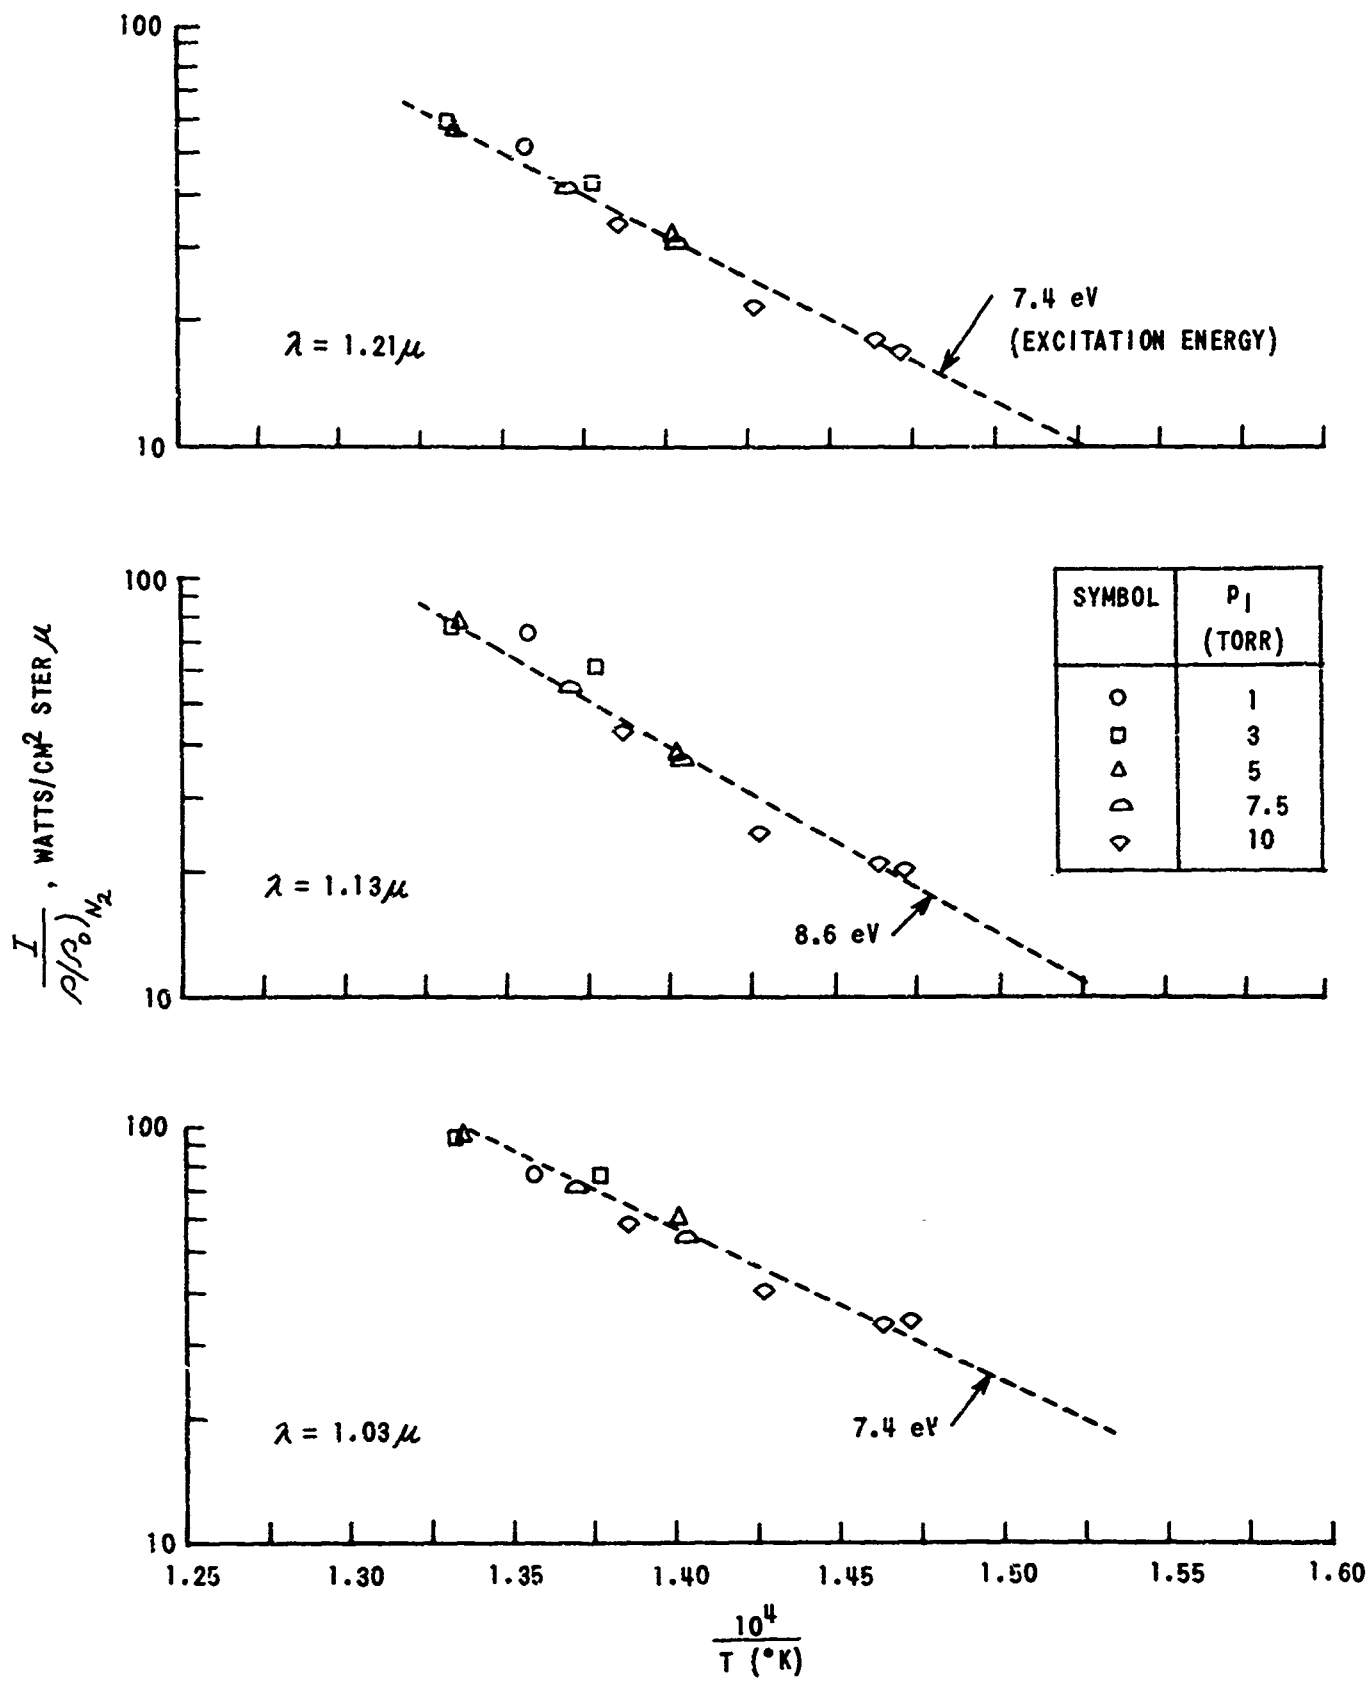 100
10
λ = 1.21μ
7.4 eV
(EXCITATION ENERGY)
100
10
λ = 1.13μ
8.6 eV
SYMBOL P1
(TORR)
1
3
5
7.5
10
I / ρ/ρ0)N2 , WATTS/CM2 STER μ
100
10
λ = 1.03μ
7.4 eV
1.25 1.30 1.35 1.40 1.45 1.50 1.55 1.60
10^4
T (°K)